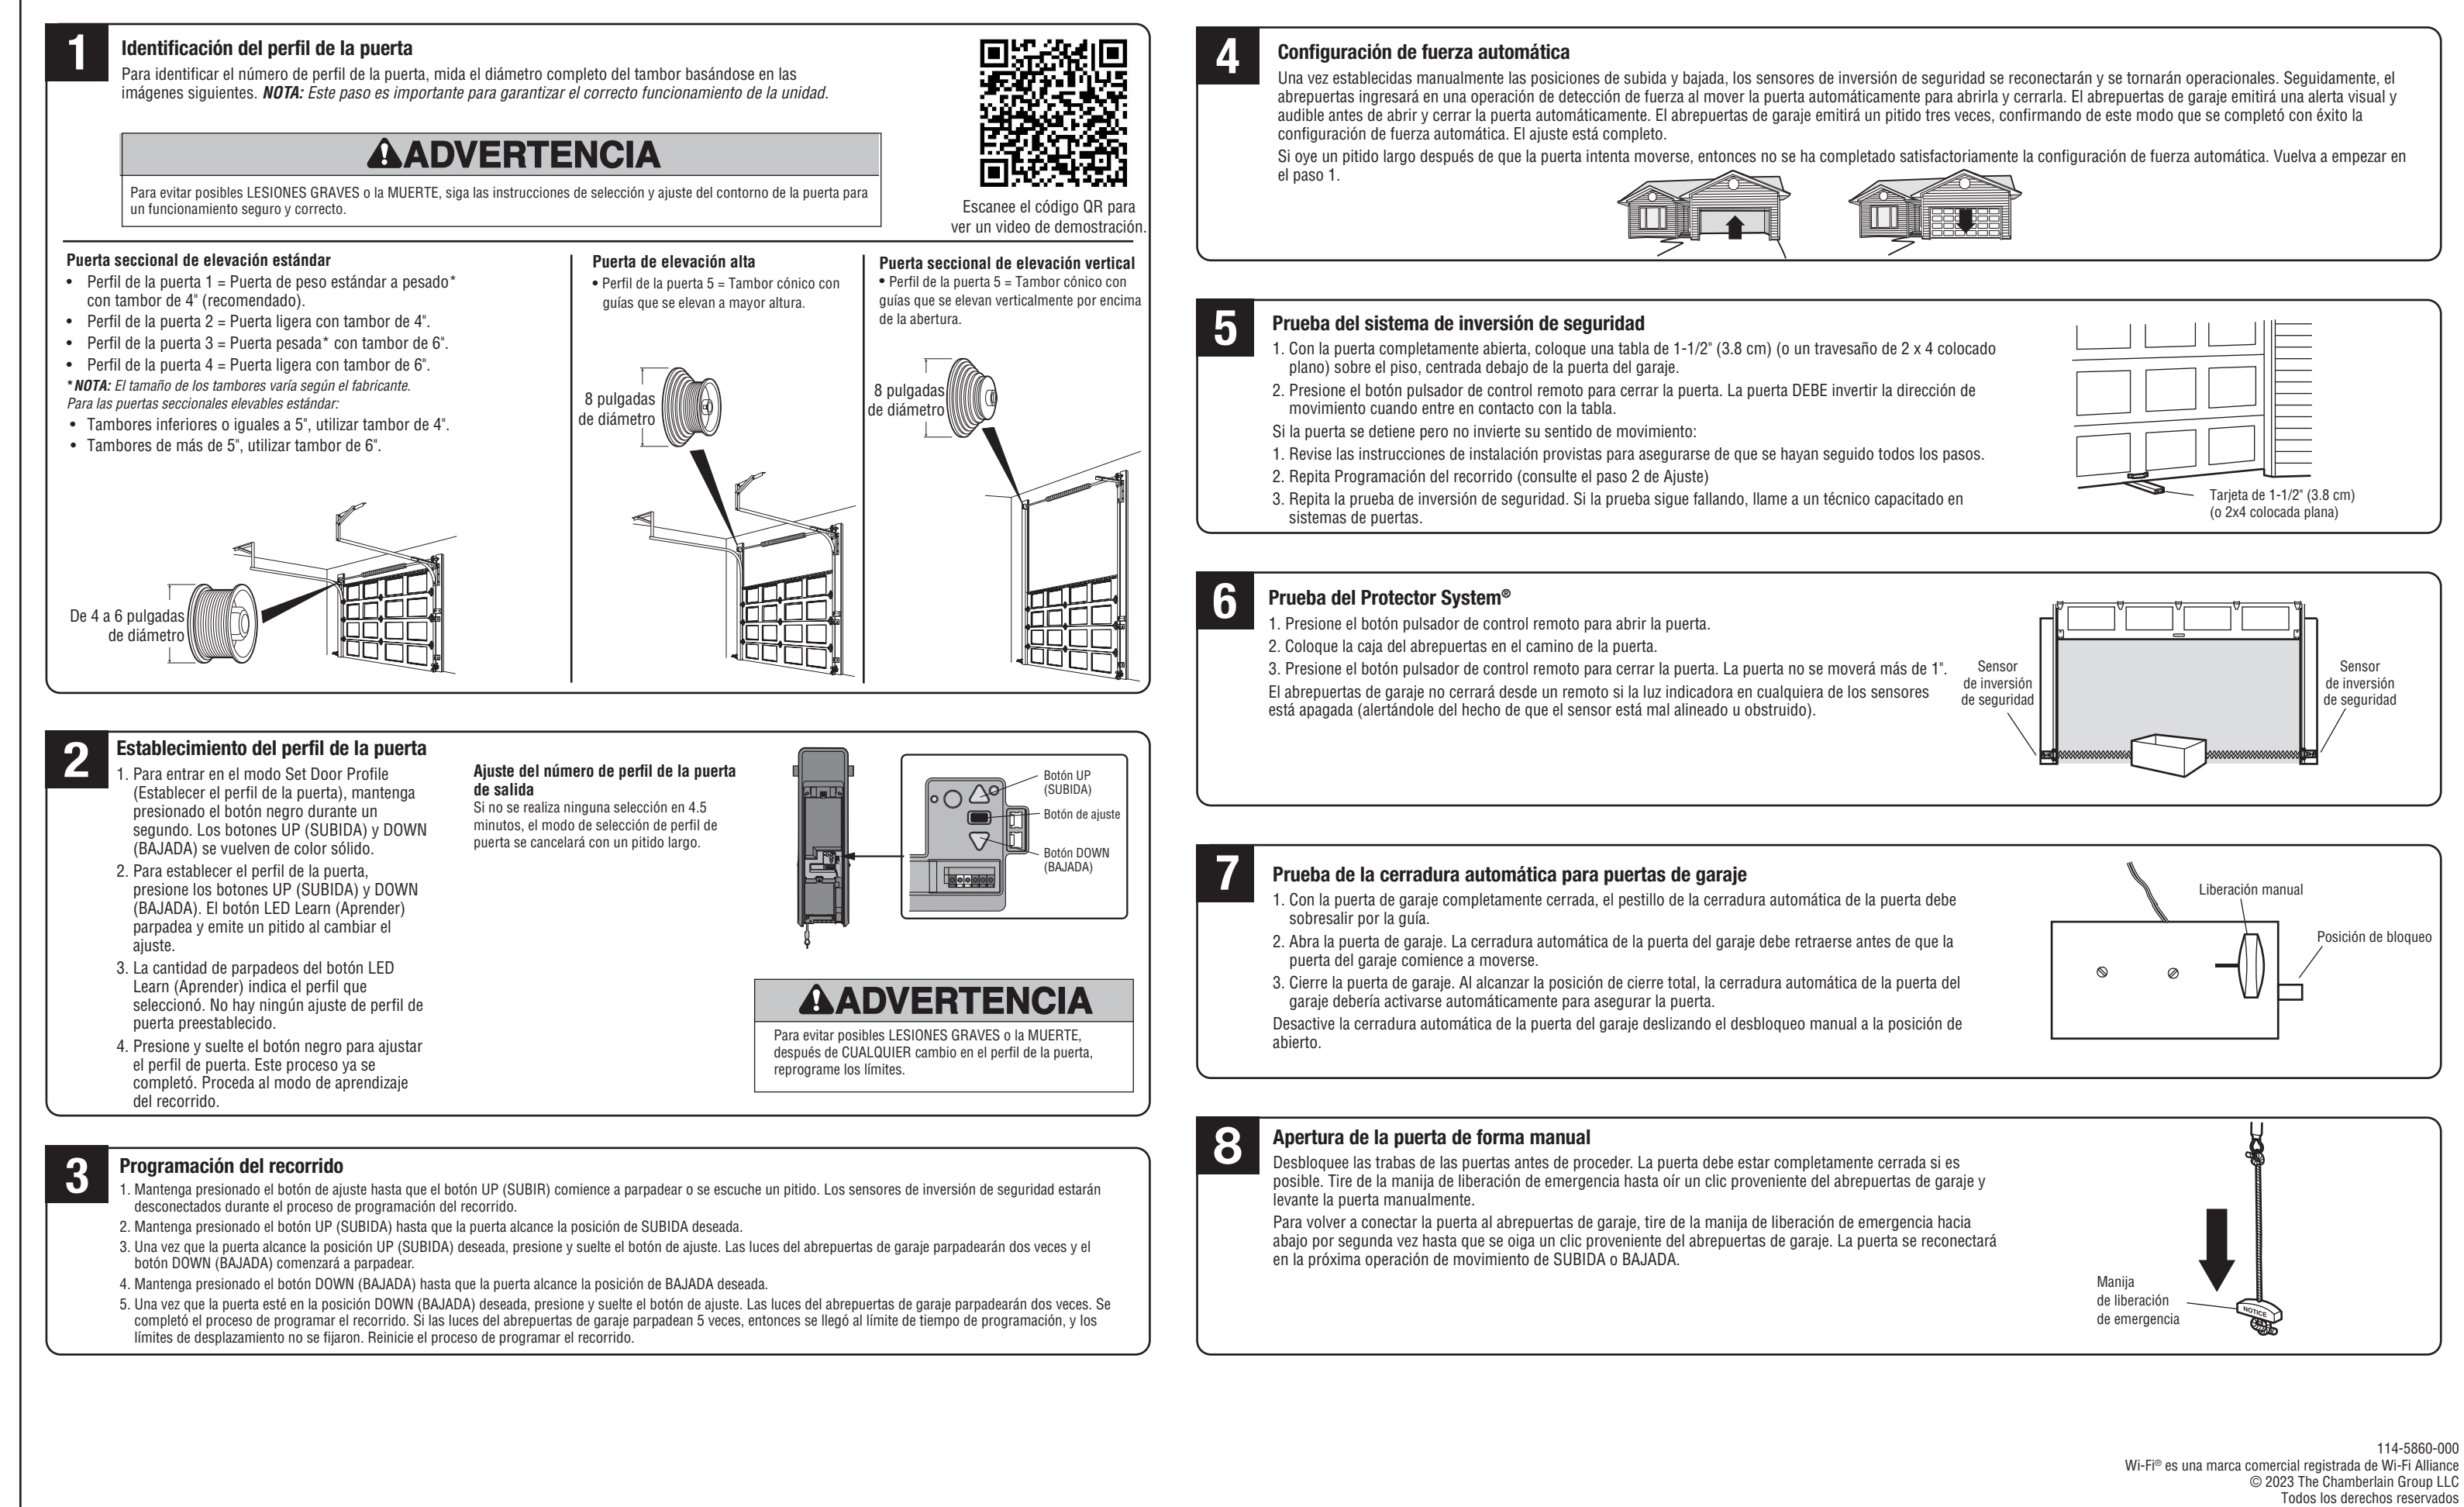 1
Identificación del perfil de la puerta
Para identificar el número de perfil de la puerta, mida el diámetro completo del tambor basándose en las
imágenes siguientes. NOTA: Este paso es importante para garantizar el correcto funcionamiento de la unidad.
ADVERTENCIA
Para evitar posibles LESIONES GRAVES o la MUERTE, siga las instrucciones de selección y ajuste del contorno de la puerta para
un funcionamiento seguro y correcto.
Escanee el código QR para
ver un video de demostración.
Puerta seccional de elevación estándar
• Perfil de la puerta 1 = Puerta de peso estándar a pesado*
con tambor de 4" (recomendado).
• Perfil de la puerta 2 = Puerta ligera con tambor de 4".
• Perfil de la puerta 3 = Puerta pesada* con tambor de 6".
• Perfil de la puerta 4 = Puerta ligera con tambor de 6".
*NOTA: El tamaño de los tambores varía según el fabricante.
Para las puertas seccionales elevables estándar:
• Tambores inferiores o iguales a 5", utilizar tambor de 4".
• Tambores de más de 5", utilizar tambor de 6".
De 4 a 6 pulgadas
de diámetro
Puerta de elevación alta
• Perfil de la puerta 5 = Tambor cónico con
guías que se elevan a mayor altura.
8 pulgadas
de diámetro
Puerta seccional de elevación vertical
• Perfil de la puerta 5 = Tambor cónico con
guías que se elevan verticalmente por encima
de la abertura.
8 pulgadas
de diámetro
2
Establecimiento del perfil de la puerta
1. Para entrar en el modo Set Door Profile
(Establecer el perfil de la puerta), mantenga
presionado el botón negro durante un
segundo. Los botones UP (SUBIDA) y DOWN
(BAJADA) se vuelven de color sólido.
2. Para establecer el perfil de la puerta,
presione los botones UP (SUBIDA) y DOWN
(BAJADA). El botón LED Learn (Aprender)
parpadea y emite un pitido al cambiar el
ajuste.
3. La cantidad de parpadeos del botón LED
Learn (Aprender) indica el perfil que
seleccionó. No hay ningún ajuste de perfil de
puerta preestablecido.
4. Presione y suelte el botón negro para ajustar
el perfil de puerta. Este proceso ya se
completó. Proceda al modo de aprendizaje
del recorrido.
Ajuste del número de perfil de la puerta
de salida
Si no se realiza ninguna selección en 4.5
minutos, el modo de selección de perfil de
puerta se cancelará con un pitido largo.
Botón UP
(SUBIDA)
Botón de ajuste
Botón DOWN
(BAJADA)
ADVERTENCIA
Para evitar posibles LESIONES GRAVES o la MUERTE,
después de CUALQUIER cambio en el perfil de la puerta,
reprograme los límites.
3
Programación del recorrido
1. Mantenga presionado el botón de ajuste hasta que el botón UP (SUBIR) comience a parpadear o se escuche un pitido. Los sensores de inversión de seguridad estarán
desconectados durante el proceso de programación del recorrido.
2. Mantenga presionado el botón UP (SUBIDA) hasta que la puerta alcance la posición de SUBIDA deseada.
3. Una vez que la puerta alcance la posición UP (SUBIDA) deseada, presione y suelte el botón de ajuste. Las luces del abrepuertas de garaje parpadearán dos veces y el
botón DOWN (BAJADA) comenzará a parpadear.
4. Mantenga presionado el botón DOWN (BAJADA) hasta que la puerta alcance la posición de BAJADA deseada.
5. Una vez que la puerta esté en la posición DOWN (BAJADA) deseada, presione y suelte el botón de ajuste. Las luces del abrepuertas de garaje parpadearán dos veces. Se
completó el proceso de programar el recorrido. Si las luces del abrepuertas de garaje parpadean 5 veces, entonces se llegó al límite de tiempo de programación, y los
límites de desplazamiento no se fijaron. Reinicie el proceso de programar el recorrido.
4
Configuración de fuerza automática
Una vez establecidas manualmente las posiciones de subida y bajada, los sensores de inversión de seguridad se reconectarán y se tornarán operacionales. Seguidamente, el
abrepuertas ingresará en una operación de detección de fuerza al mover la puerta automáticamente para abrirla y cerrarla. El abrepuertas de garaje emitirá una alerta visual y
audible antes de abrir y cerrar la puerta automáticamente. El abrepuertas de garaje emitirá un pitido tres veces, confirmando de este modo que se completó con éxito la
configuración de fuerza automática. El ajuste está completo.
Si oye un pitido largo después de que la puerta intenta moverse, entonces no se ha completado satisfactoriamente la configuración de fuerza automática. Vuelva a empezar en
el paso 1.
5
Prueba del sistema de inversión de seguridad
1. Con la puerta completamente abierta, coloque una tabla de 1-1/2" (3.8 cm) (o un travesaño de 2 x 4 colocado
plano) sobre el piso, centrada debajo de la puerta del garaje.
2. Presione el botón pulsador de control remoto para cerrar la puerta. La puerta DEBE invertir la dirección de
movimiento cuando entre en contacto con la tabla.
Si la puerta se detiene pero no invierte su sentido de movimiento:
1. Revise las instrucciones de instalación provistas para asegurarse de que se hayan seguido todos los pasos.
2. Repita Programación del recorrido (consulte el paso 2 de Ajuste)
3. Repita la prueba de inversión de seguridad. Si la prueba sigue fallando, llame a un técnico capacitado en
sistemas de puertas.
Tarjeta de 1-1/2" (3.8 cm)
(o 2x4 colocada plana)
6
Prueba del Protector System®
1. Presione el botón pulsador de control remoto para abrir la puerta.
2. Coloque la caja del abrepuertas en el camino de la puerta.
3. Presione el botón pulsador de control remoto para cerrar la puerta. La puerta no se moverá más de 1".
El abrepuertas de garaje no cerrará desde un remoto si la luz indicadora en cualquiera de los sensores
está apagada (alertándole del hecho de que el sensor está mal alineado u obstruido).
Sensor
de inversión
de seguridad
Sensor
de inversión
de seguridad
7
Prueba de la cerradura automática para puertas de garaje
1. Con la puerta de garaje completamente cerrada, el pestillo de la cerradura automática de la puerta debe
sobresalir por la guía.
2. Abra la puerta de garaje. La cerradura automática de la puerta del garaje debe retraerse antes de que la
puerta del garaje comience a moverse.
3. Cierre la puerta de garaje. Al alcanzar la posición de cierre total, la cerradura automática de la puerta del
garaje debería activarse automáticamente para asegurar la puerta.
Desactive la cerradura automática de la puerta del garaje deslizando el desbloqueo manual a la posición de
abierto.
Liberación manual
Posición de bloqueo
8
Apertura de la puerta de forma manual
Desbloquee las trabas de las puertas antes de proceder. La puerta debe estar completamente cerrada si es
posible. Tire de la manija de liberación de emergencia hasta oír un clic proveniente del abrepuertas de garaje y
levante la puerta manualmente.
Para volver a conectar la puerta al abrepuertas de garaje, tire de la manija de liberación de emergencia hacia
abajo por segunda vez hasta que se oiga un clic proveniente del abrepuertas de garaje. La puerta se reconectará
en la próxima operación de movimiento de SUBIDA o BAJADA.
Manija
de liberación
de emergencia
NOTICE
114-5860-000
Wi-Fi® es una marca comercial registrada de Wi-Fi Alliance
© 2023 The Chamberlain Group LLC
Todos los derechos reservados